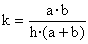 k = a·b / h·(a+b)